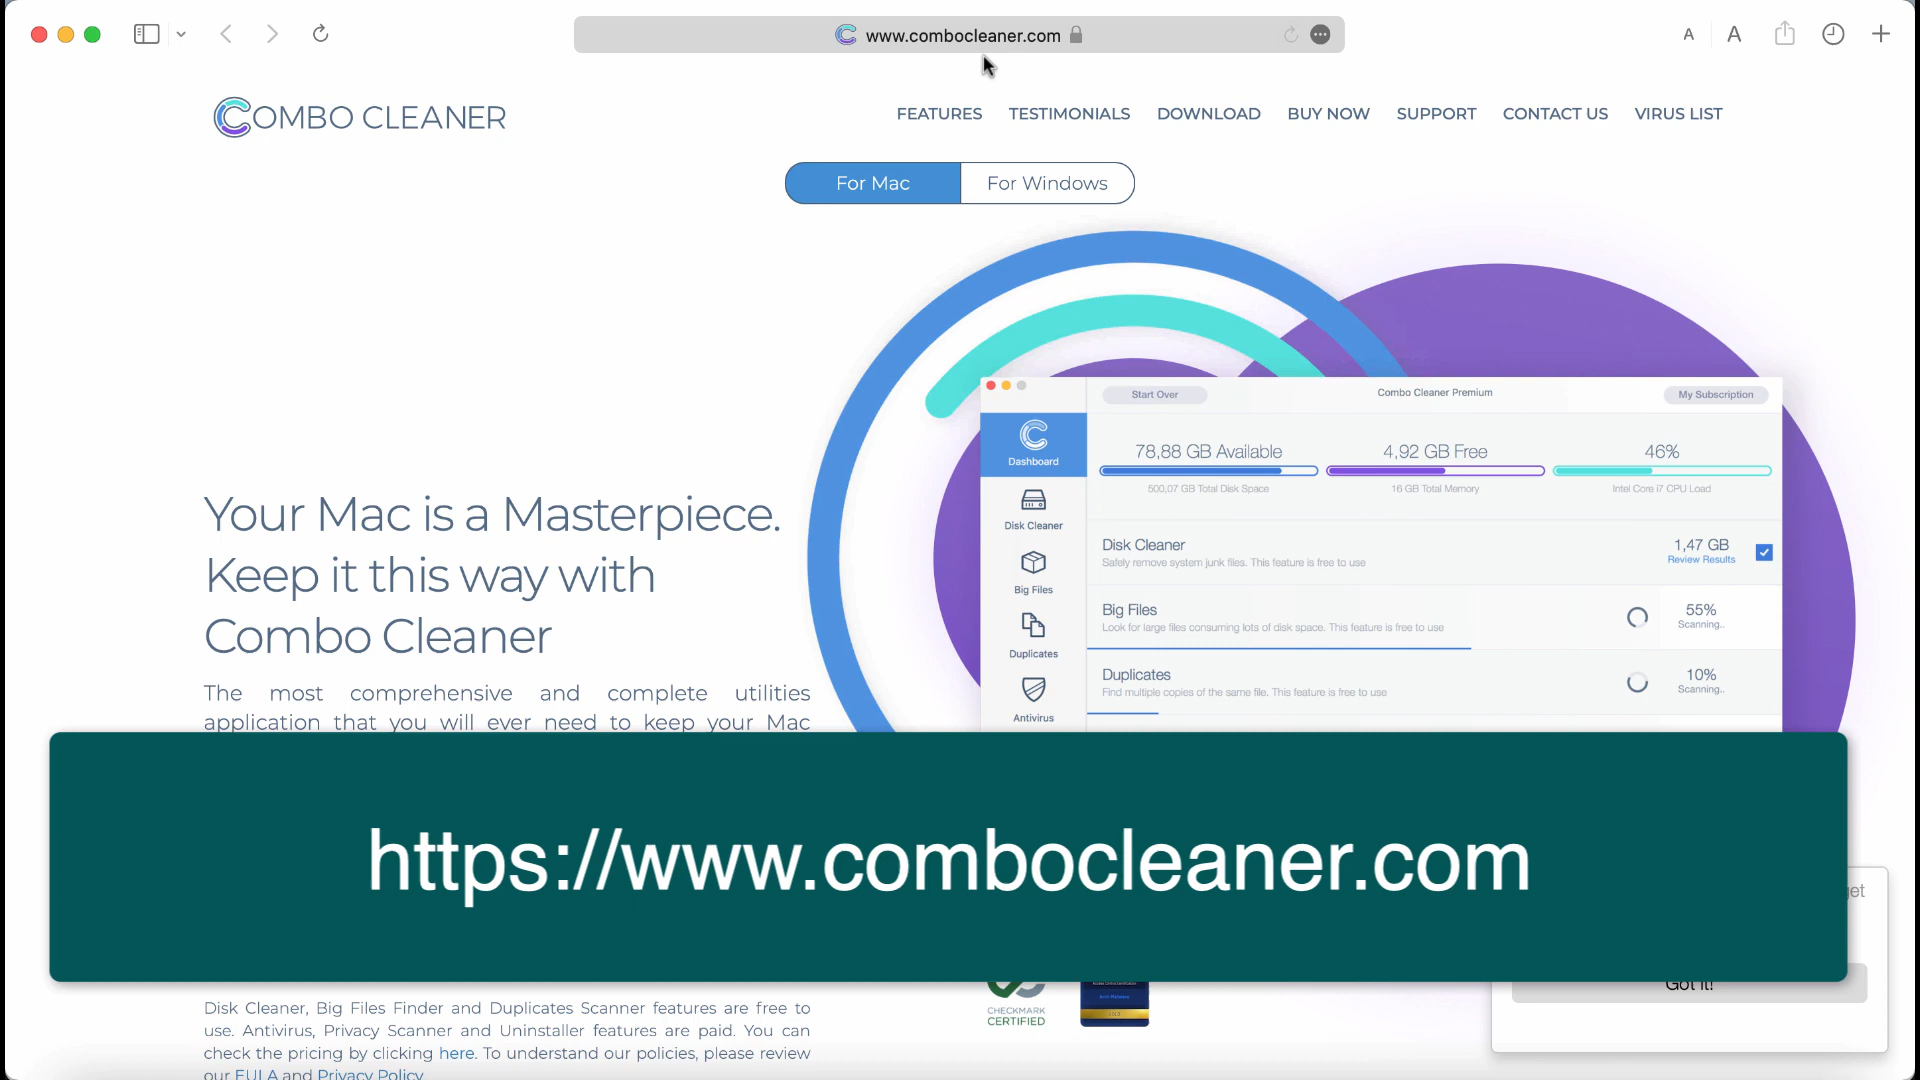 www.combocleaner.com
A A
COMBO CLEANER
FEATURES TESTIMONIALS DOWNLOAD BUY NOW SUPPORT CONTACT US VIRUS LIST
For Mac For Windows
Your Mac is a Masterpiece.
Keep it this way with
Combo Cleaner
The most comprehensive and complete utilities
application that you will ever need to keep your Mac
Start Over Combo Cleaner Premium My Subscription
Dashboard
Disk Cleaner
Big Files
Duplicates
Antivirus
78,88 GB Available 4,92 GB Free 46%
500,07 GB Total Disk Space 16 GB Total Memory Intel Core i7 CPU Load
Disk Cleaner 1,47 GB
Safely remove system junk files. This feature is free to use Review Results
Big Files 55%
Look for large files consuming lots of disk space. This feature is free to use Scanning..
Duplicates 10%
Find multiple copies of the same file. This feature is free to use Scanning..
https://www.combocleaner.com
get
Got it!
CHECKMARK
CERTIFIED
Disk Cleaner, Big Files Finder and Duplicates Scanner features are free to
use. Antivirus, Privacy Scanner and Uninstaller features are paid. You can
check the pricing by clicking here. To understand our policies, please review
our EULA and Privacy Policy